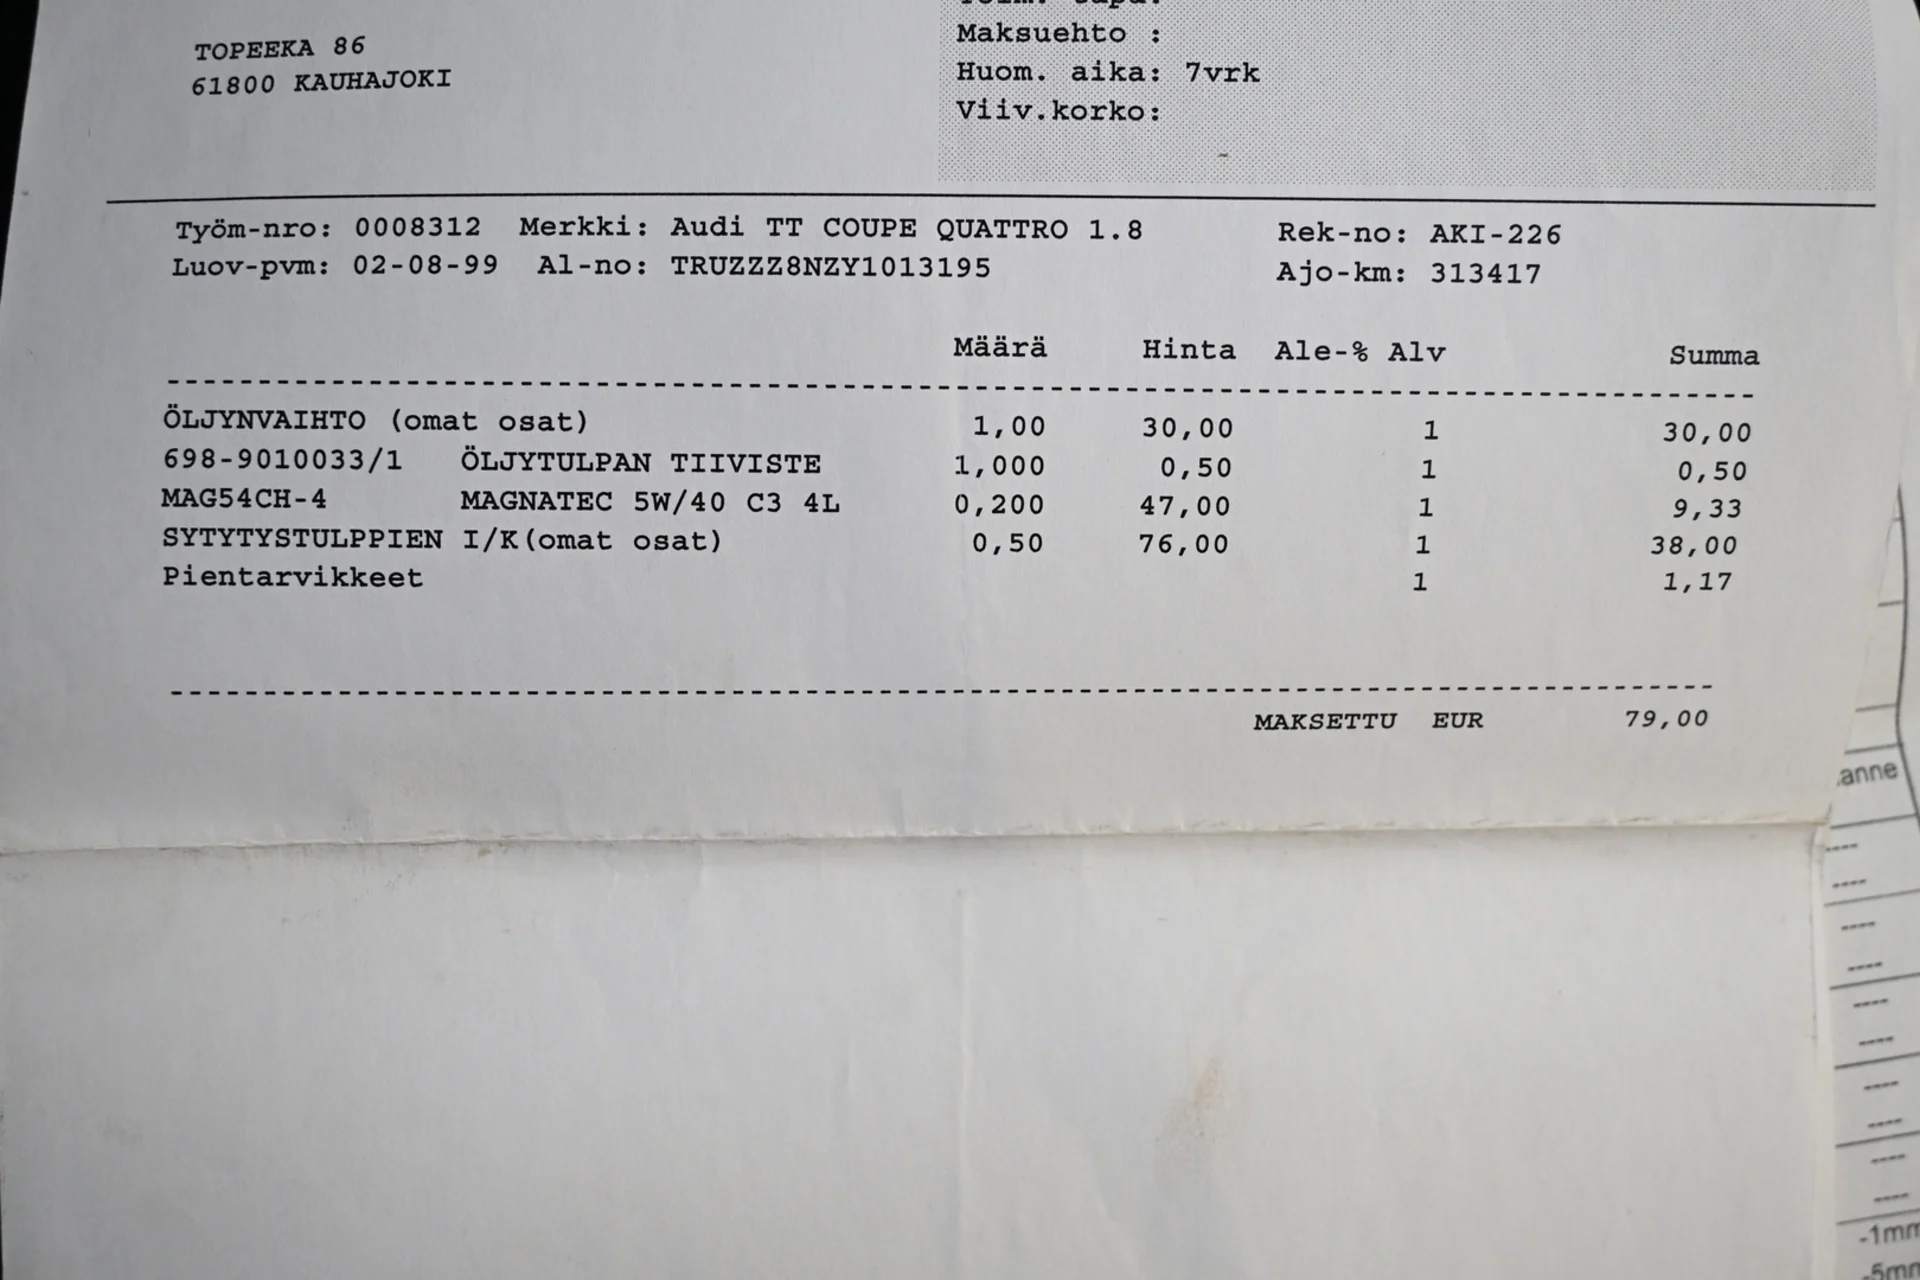 TOPEEKA 86
61800 KAUHAJOKI
Maksuehto :
Huom. aika: 7vrk
Viiv.korko:
Työm-nro: 0008312 Merkki: Audi TT COUPE QUATTRO 1.8 Rek-no: AKI-226
Luov-pvm: 02-08-99 Al-no: TRUZZZ8NZY1013195 Ajo-km: 313417
Määrä Hinta Ale-% Alv Summa
ÖLJYNVAIHTO (omat osat) 1,00 30,00 1 30,00
698-9010033/1 ÖLJYTULPAN TIIVISTE 1,000 0,50 1 0,50
MAG54CH-4 MAGNATEC 5W/40 C3 4L 0,200 47,00 1 9,33
SYTYTYSTULPPIEN I/K(omat osat) 0,50 76,00 1 38,00
Pientarvikkeet 1 1,17
MAKSETTU EUR 79,00
anne
-1mm